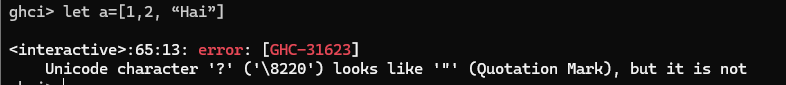 ghci> let a=[1,2, “Hai”]
<interactive>:65:13: error: [GHC-31623]
    Unicode character '?' ('\8220') looks like '"' (Quotation Mark), but it is not